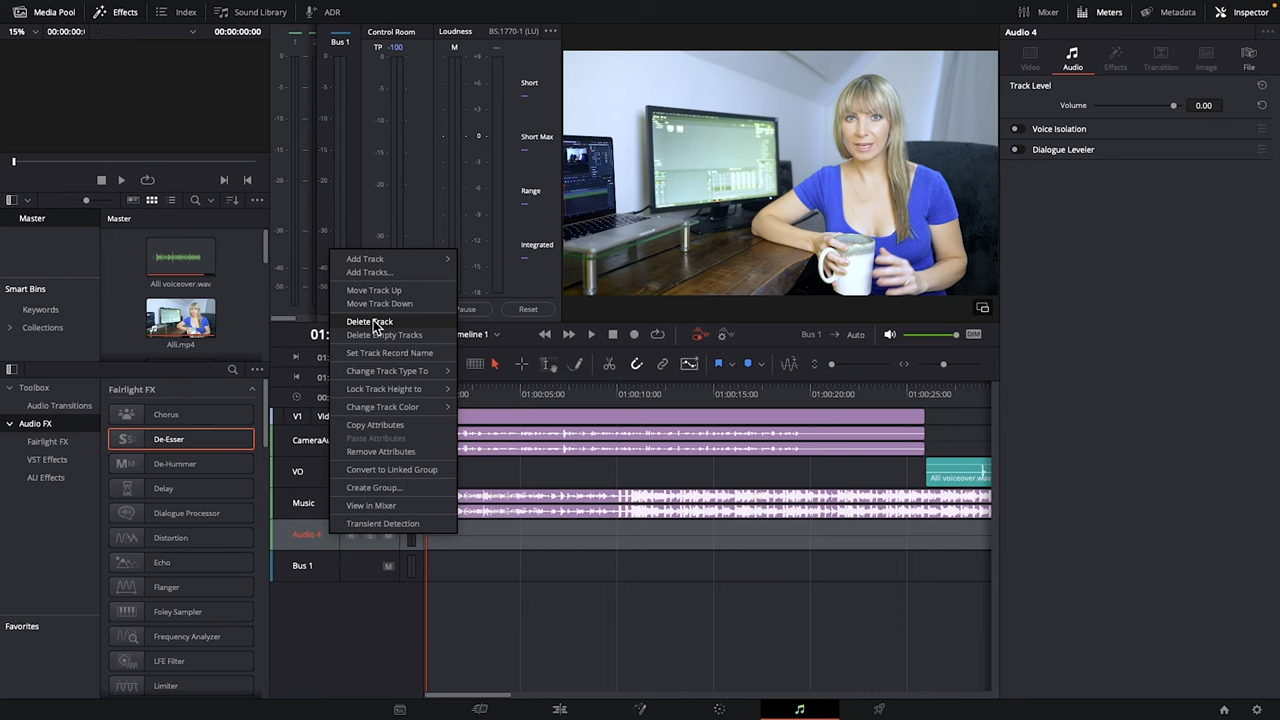 Media Pool
Effects
Index
Sound Library
ADR
Mixer
Meters
Metadata
Inspector
15%
00:00:00:00
Bus 1
Control Room
TP -100
Loudness
BS.1770-1 (LU)
M
Short
Short Max
Range
Integrated
Pause
Reset
Audio 4
Video
Audio
Effects
Transition
Image
File
Track Level
Volume
0.00
Voice Isolation
Dialogue Leveler
Master
Master
Alli voiceover.wav
Alli.mp4
Smart Bins
Keywords
Collections
Toolbox
Audio Transitions
Audio FX
Fairlight FX
VST Effects
AU Effects
Favorites
Fairlight FX
Chorus
De-Esser
De-Hummer
Delay
Dialogue Processor
Distortion
Echo
Flanger
Foley Sampler
Frequency Analyzer
LFE Filter
Limiter
Add Track
Add Tracks...
Move Track Up
Move Track Down
Delete Track
Delete Empty Tracks
Set Track Record Name
Change Track Type To
Lock Track Height to
Change Track Color
Copy Attributes
Paste Attributes
Remove Attributes
Convert to Linked Group
Create Group...
View in Mixer
Transient Detection
Bus 1
Auto
DIM
01:00:05:00
01:00:10:00
01:00:15:00
01:00:20:00
01:00:25:00
V1
VO
Alli voiceover.wav
Music
Audio 4
R S M
Bus 1
M